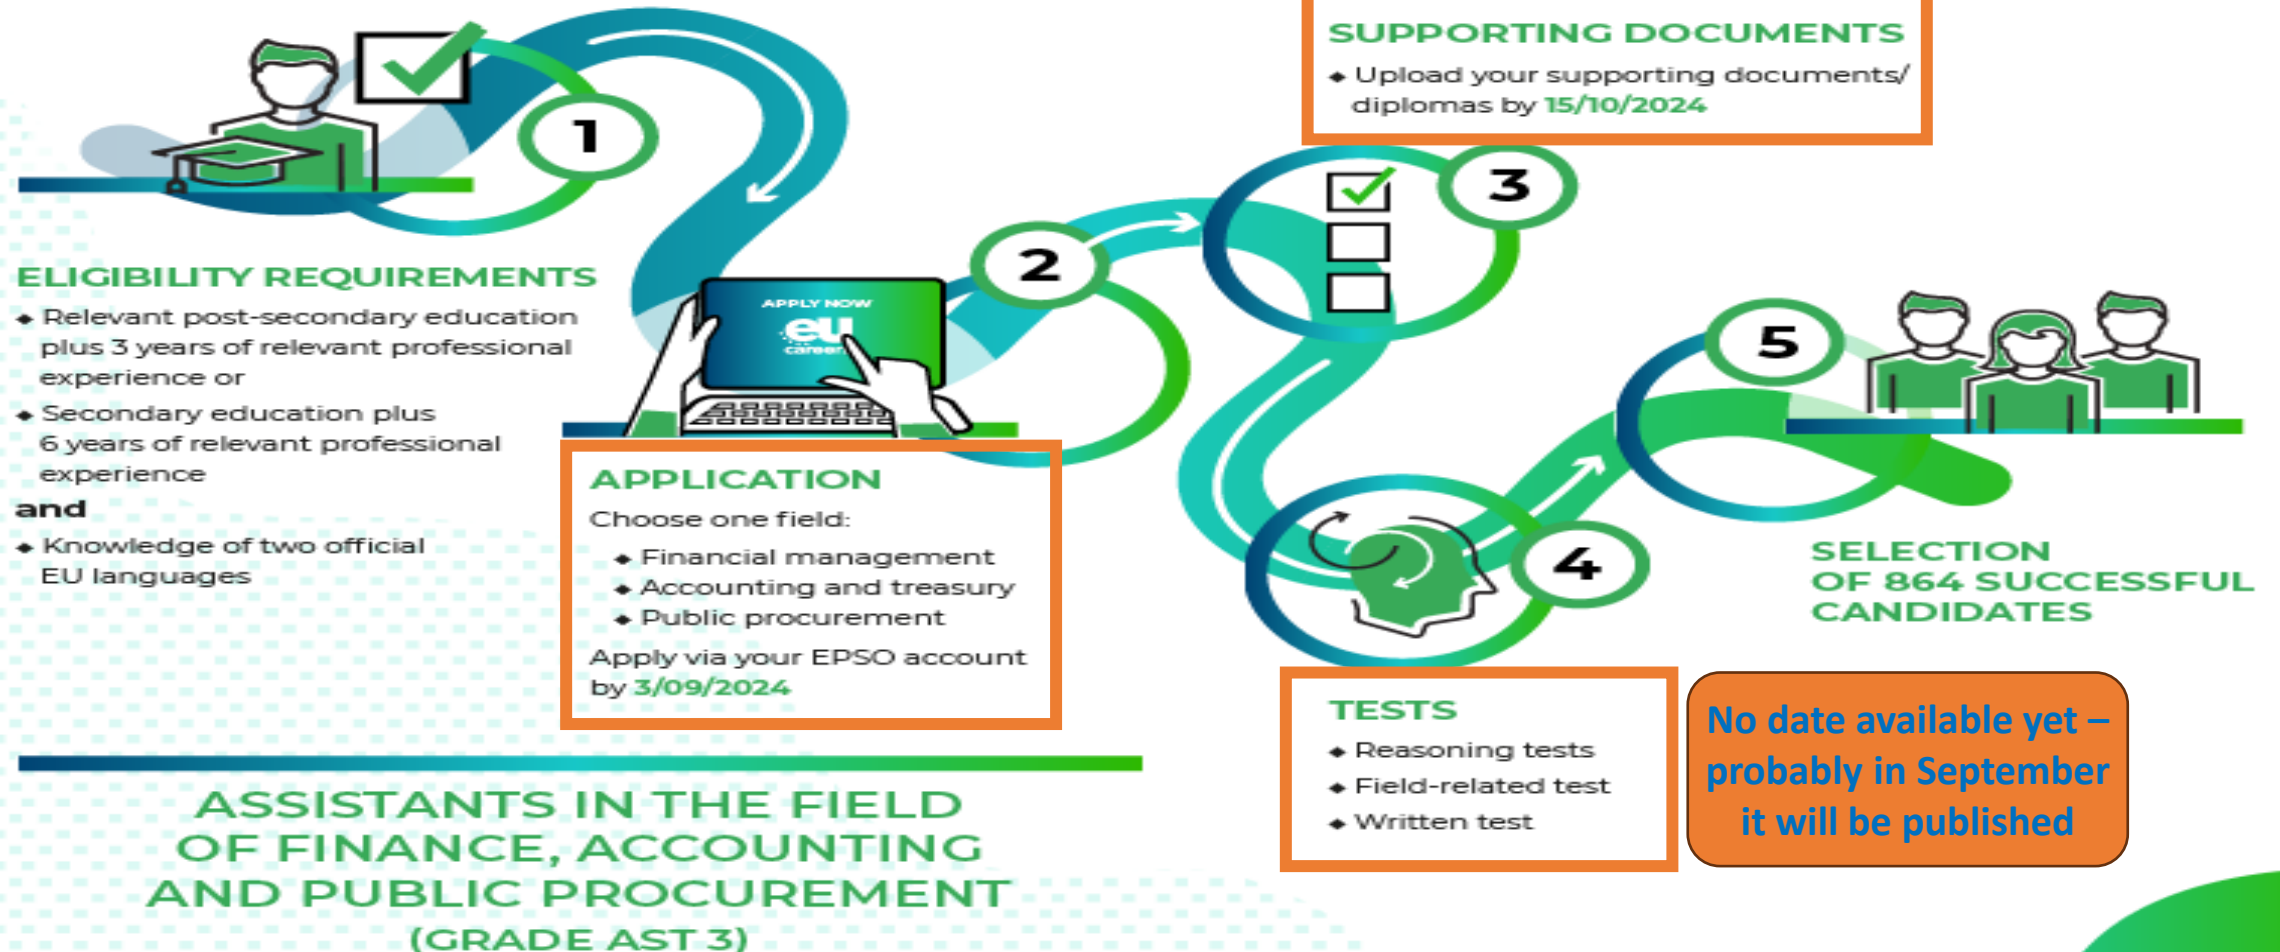 1
ELIGIBILITY REQUIREMENTS
◆ Relevant post-secondary education
plus 3 years of relevant professional
experience or
◆ Secondary education plus
6 years of relevant professional
experience
and
◆ Knowledge of two official
EU languages
2
APPLY NOW
eu
careers
APPLICATION
Choose one field:
◆ Financial management
◆ Accounting and treasury
◆ Public procurement
Apply via your EPSO account
by 3/09/2024
SUPPORTING DOCUMENTS
◆ Upload your supporting documents/
diplomas by 15/10/2024
3
4
TESTS
◆ Reasoning tests
◆ Field-related test
◆ Written test
No date available yet –
probably in September
it will be published
5
SELECTION
OF 864 SUCCESSFUL
CANDIDATES
ASSISTANTS IN THE FIELD
OF FINANCE, ACCOUNTING
AND PUBLIC PROCUREMENT
(GRADE AST 3)